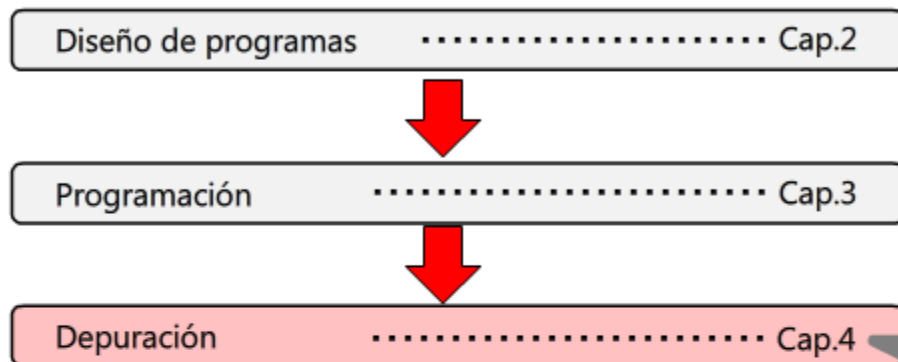 Diseño de programas ······················· Cap.2
Programación ·························· Cap.3
Depuración ·························· Cap.4